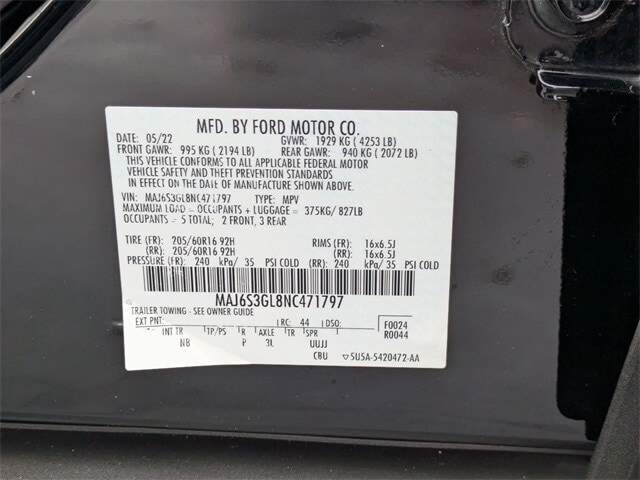 MFD. BY FORD MOTOR CO.
DATE: 05/22 GVWR: 1929 KG ( 4253 LB)
FRONT GAWR: 995 KG ( 2194 LB) REAR GAWR: 940 KG ( 2072 LB)
THIS VEHICLE CONFORMS TO ALL APPLICABLE FEDERAL MOTOR
VEHICLE SAFETY AND THEFT PREVENTION STANDARDS
IN EFFECT ON THE DATE OF MANUFACTURE SHOWN ABOVE.
VIN: MAJ6S3GL8NC471797 TYPE: MPV
MAXIMUM LOAD = OCCUPANTS + LUGGAGE = 375KG/ 827LB
OCCUPANTS = 5 TOTAL; 2 FRONT, 3 REAR
TIRE (FR): 205/60R16 92H RIMS (FR): 16x6.5J
(RR): 205/60R16 92H (RR): 16x6.5J
PRESSURE (FR): 240 kPa/ 35 PSI COLD (RR): 240 kPa/ 35 PSI COLD
MAJ6S3GL8NC471797
TRAILER TOWING - SEE OWNER GUIDE
EXT PNT: RC: 44 DSO: F0024
INT TR TP/PS R AXLE TR SPR R0044
NB P 3L UUJJ
CBU 5U5A-5420472-AA